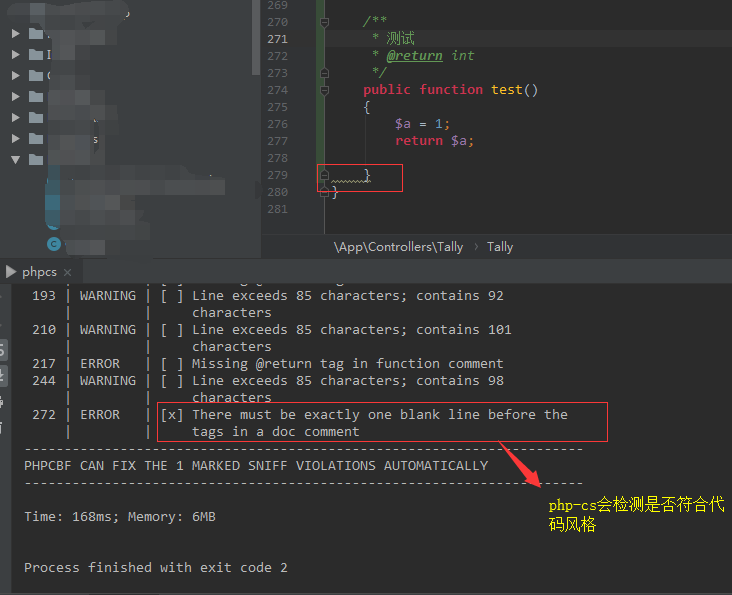 269
270 /**
271 * 测试
272 * @return int
273 */
274 public function test()
275 {
276 $a = 1;
277 return $a;
278
279 }
280 }
281
\App\Controllers\Tally › Tally
phpcs ×
193 | WARNING | [ ] Line exceeds 85 characters; contains 92
| | characters
210 | WARNING | [ ] Line exceeds 85 characters; contains 101
| | characters
217 | ERROR | [ ] Missing @return tag in function comment
244 | WARNING | [ ] Line exceeds 85 characters; contains 98
| | characters
272 | ERROR | [x] There must be exactly one blank line before the
| | tags in a doc comment
----------------------------------------------------------------------
PHPCBF CAN FIX THE 1 MARKED SNIFF VIOLATIONS AUTOMATICALLY
----------------------------------------------------------------------
Time: 168ms; Memory: 6MB
php-cs会检测是否符合代
码风格
Process finished with exit code 2